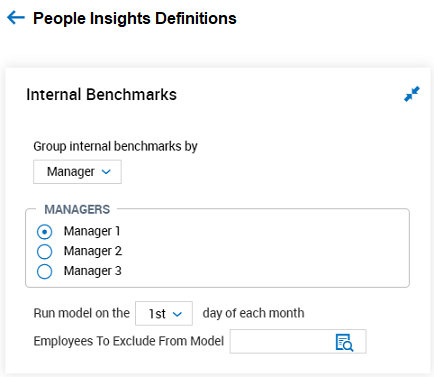 People Insights Definitions
Internal Benchmarks
Group internal benchmarks by
Manager
MANAGERS
Manager 1
Manager 2
Manager 3
Run model on the 1st day of each month
Employees To Exclude From Model